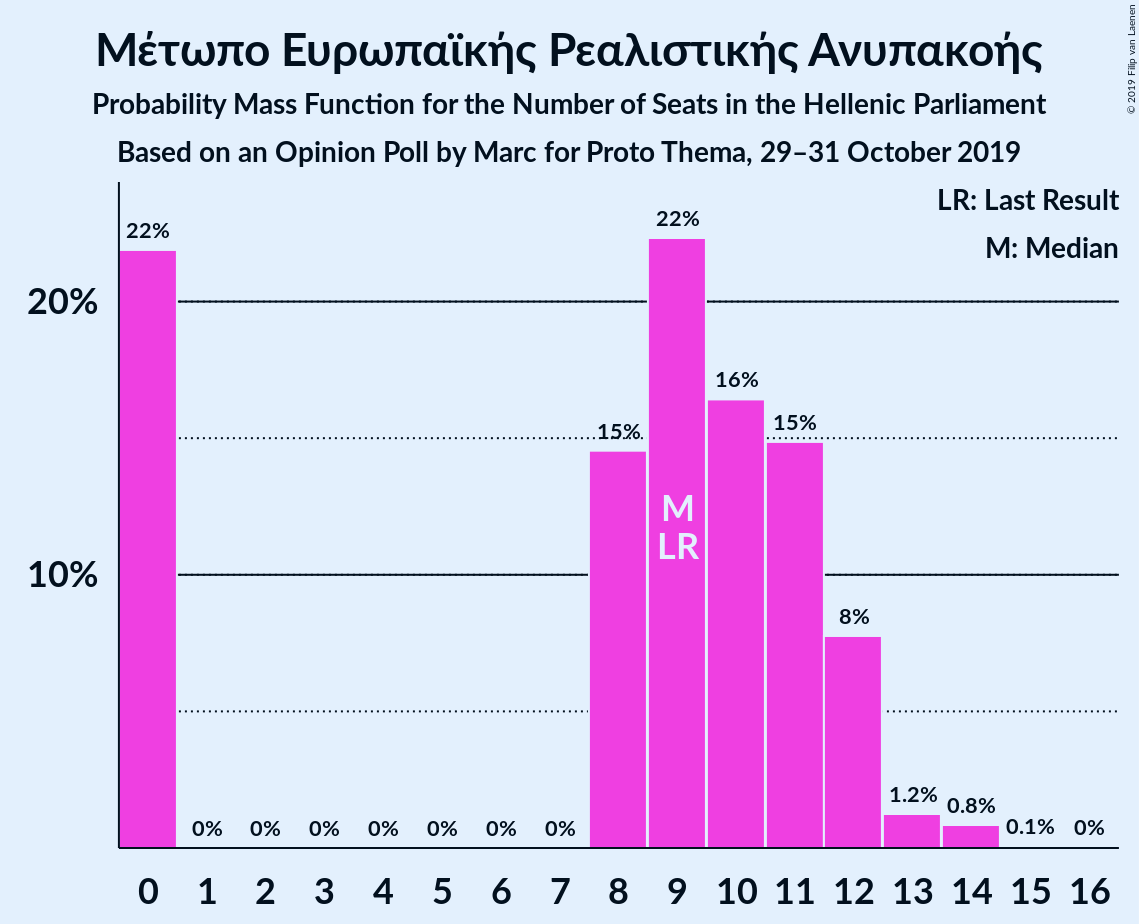 Μέτωπο Ευρωπαϊκής Ρεαλιστικής Ανυπακοής
Probability Mass Function for the Number of Seats in the Hellenic Parliament
Based on an Opinion Poll by Marc for Proto Thema, 29–31 October 2019
© 2019 Filip van Laenen
LR: Last Result
M: Median
20%
10%
22%
0%
0%
0%
0%
0%
0%
0%
15%
22%
16%
15%
8%
1.2%
0.8%
0.1%
0%
M
LR
0 1 2 3 4 5 6 7 8 9 10 11 12 13 14 15 16